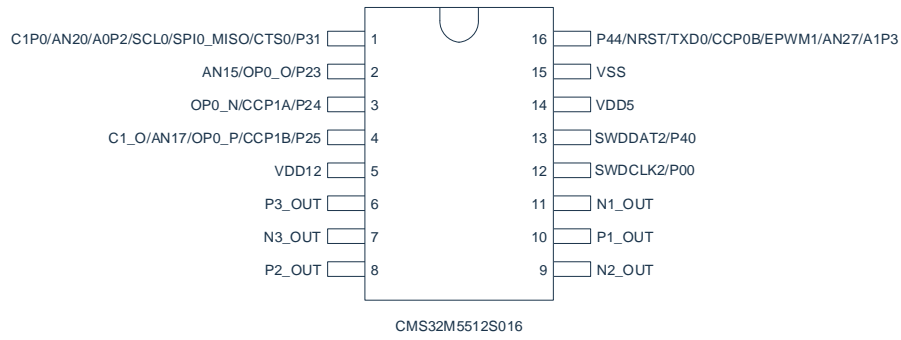 C1P0/AN20/A0P2/SCL0/SPI0_MISO/CTS0/P31 1 16 P44/NRST/TXD0/CCP0B/EPWM1/AN27/A1P3
AN15/OP0_O/P23 2 15 VSS
OP0_N/CCP1A/P24 3 14 VDD5
C1_O/AN17/OP0_P/CCP1B/P25 4 13 SWDDAT2/P40
VDD12 5 12 SWDCLK2/P00
P3_OUT 6 11 N1_OUT
N3_OUT 7 10 P1_OUT
P2_OUT 8 9 N2_OUT
CMS32M5512S016